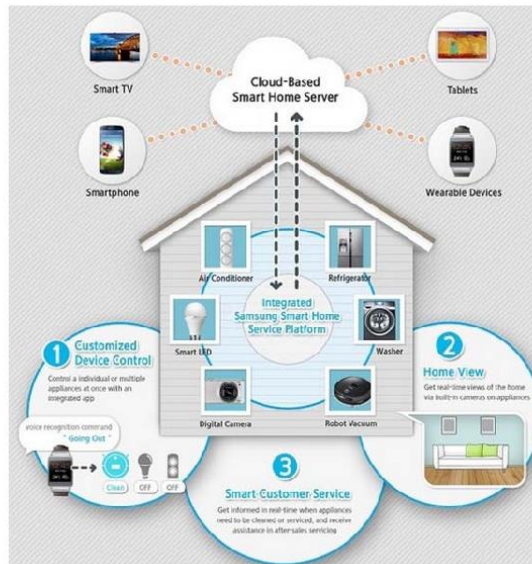 Cloud-Based
Smart Home Server
Smart TV
Tablets
Smartphone
Wearable Devices
Air Conditioner
Refrigerator
Integrated
Samsung Smart Home
Service Platform
Smart LED
Washer
Digital Camera
Robot Vacuum
1 Customized
Device Control
Control a individual or multiple
appliances at once with an
integrated app
voice recognition command
" Going Out "
Clean
OFF
OFF
2
Home View
Get real-time views of the home
via built-in cameras on appliances
3
Smart Customer Service
Get informed in real-time when appliances
need to be cleaned or serviced, and receive
assistance in after-sales servicing